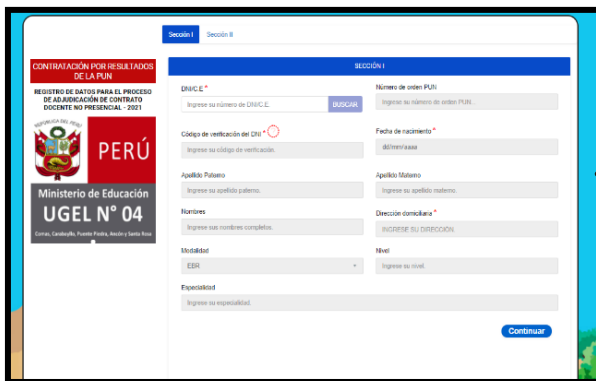 Sección I
Sección II
CONTRATACIÓN POR RESULTADOS
DE LA PUN
REGISTRO DE DATOS PARA EL PROCESO
DE ADJUDICACIÓN DE CONTRATO
DOCENTE NO PRESENCIAL - 2021
REPUBLICA DEL PERU
PERÚ
Ministerio de Educación
UGEL N° 04
Comas, Carabayllo, Puente Piedra, Ancón y Santa Rosa
SECCIÓN I
DNI/C.E *
Ingrese su número de DNI/C.E.
BUSCAR
Número de orden PUN
Ingrese su número de orden PUN...
Código de verificación del DNI *
Ingrese su código de verificación.
Fecha de nacimiento *
dd/mm/aaaa
Apellido Paterno
Ingrese su apellido paterno.
Apellido Materno
Ingrese su apellido materno.
Nombres
Ingrese sus nombres completos.
Dirección domiciliaria *
INGRESE SU DIRECCIÓN
Modalidad
EBR
Nivel
Ingrese su nivel.
Especialidad
Ingrese su especialidad.
Continuar